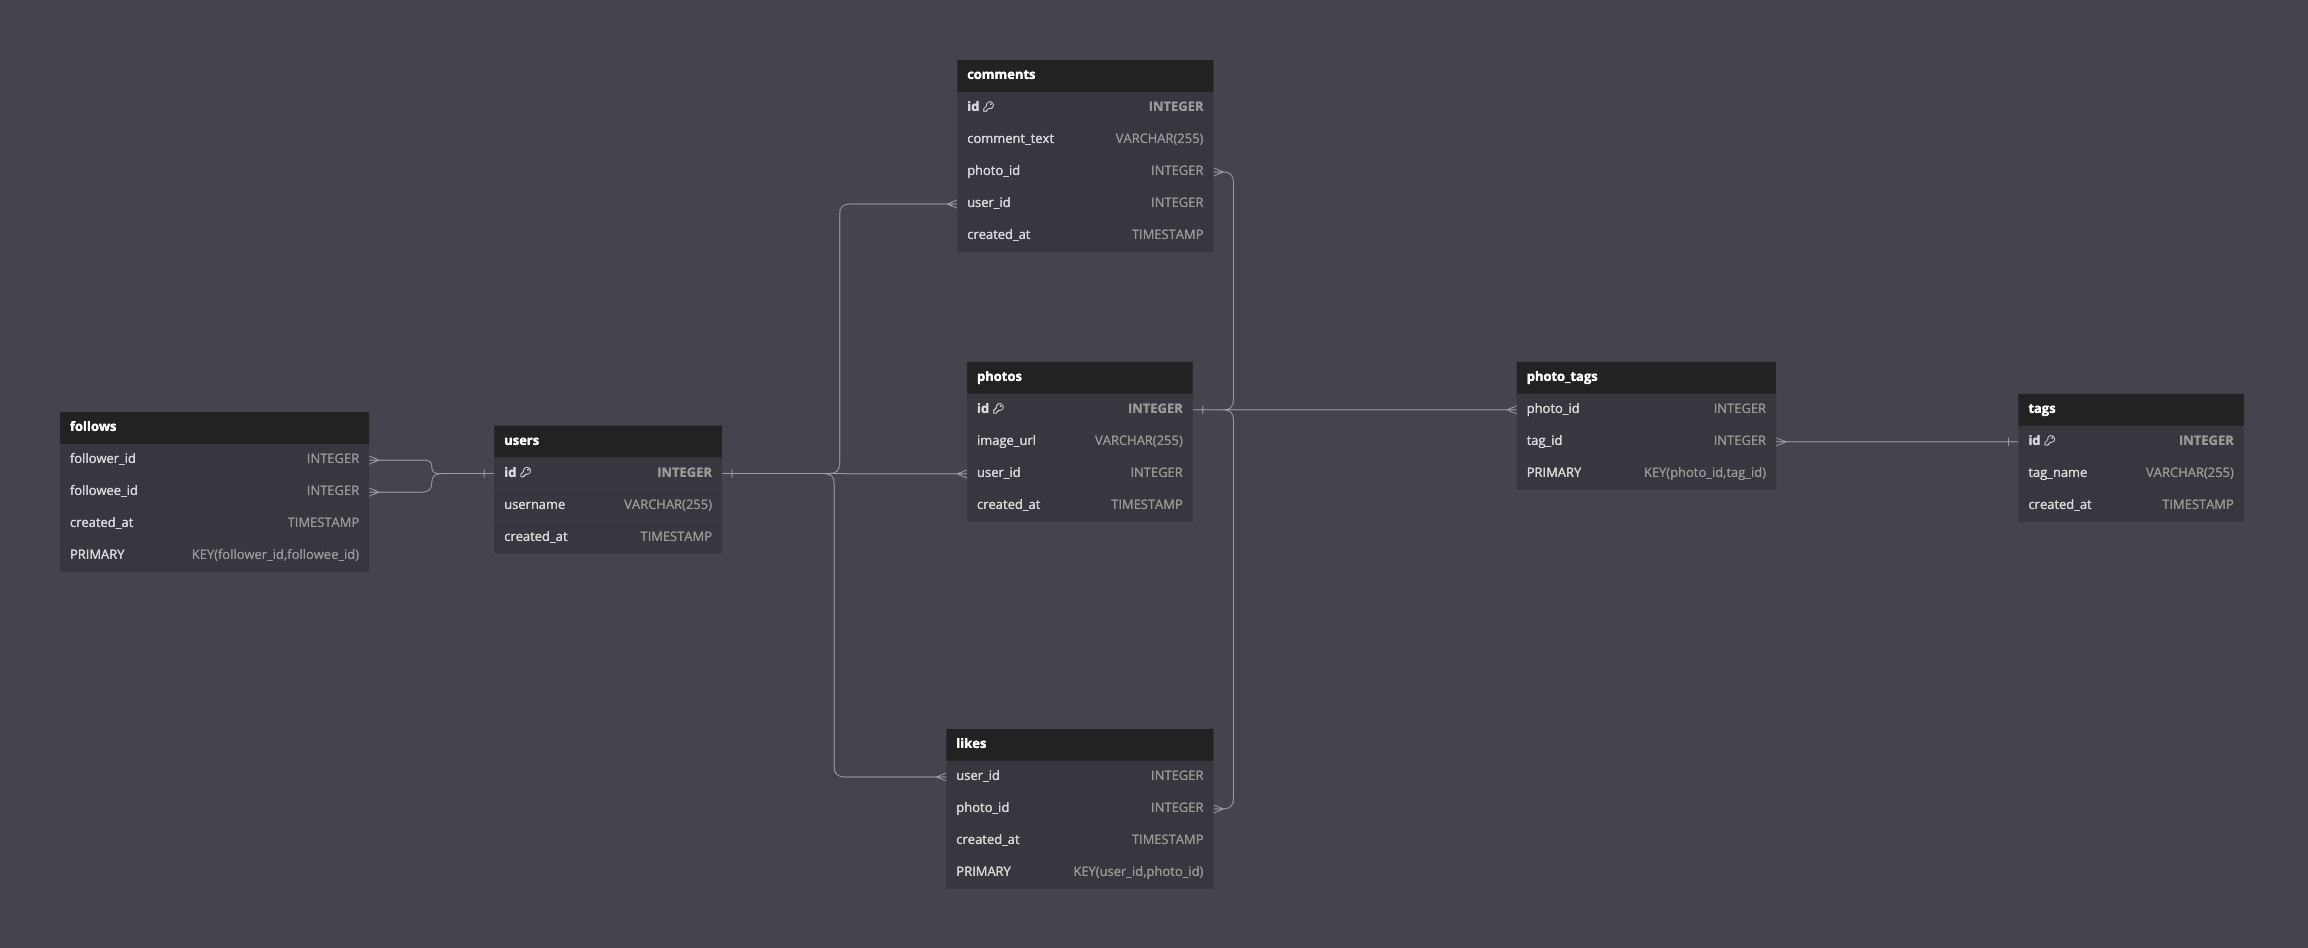 comments
id INTEGER
comment_text VARCHAR(255)
photo_id INTEGER
user_id INTEGER
created_at TIMESTAMP
follows
follower_id INTEGER
followee_id INTEGER
created_at TIMESTAMP
PRIMARY KEY(follower_id,followee_id)
users
id INTEGER
username VARCHAR(255)
created_at TIMESTAMP
photos
id INTEGER
image_url VARCHAR(255)
user_id INTEGER
created_at TIMESTAMP
photo_tags
photo_id INTEGER
tag_id INTEGER
PRIMARY KEY(photo_id,tag_id)
tags
id INTEGER
tag_name VARCHAR(255)
created_at TIMESTAMP
likes
user_id INTEGER
photo_id INTEGER
created_at TIMESTAMP
PRIMARY KEY(user_id,photo_id)